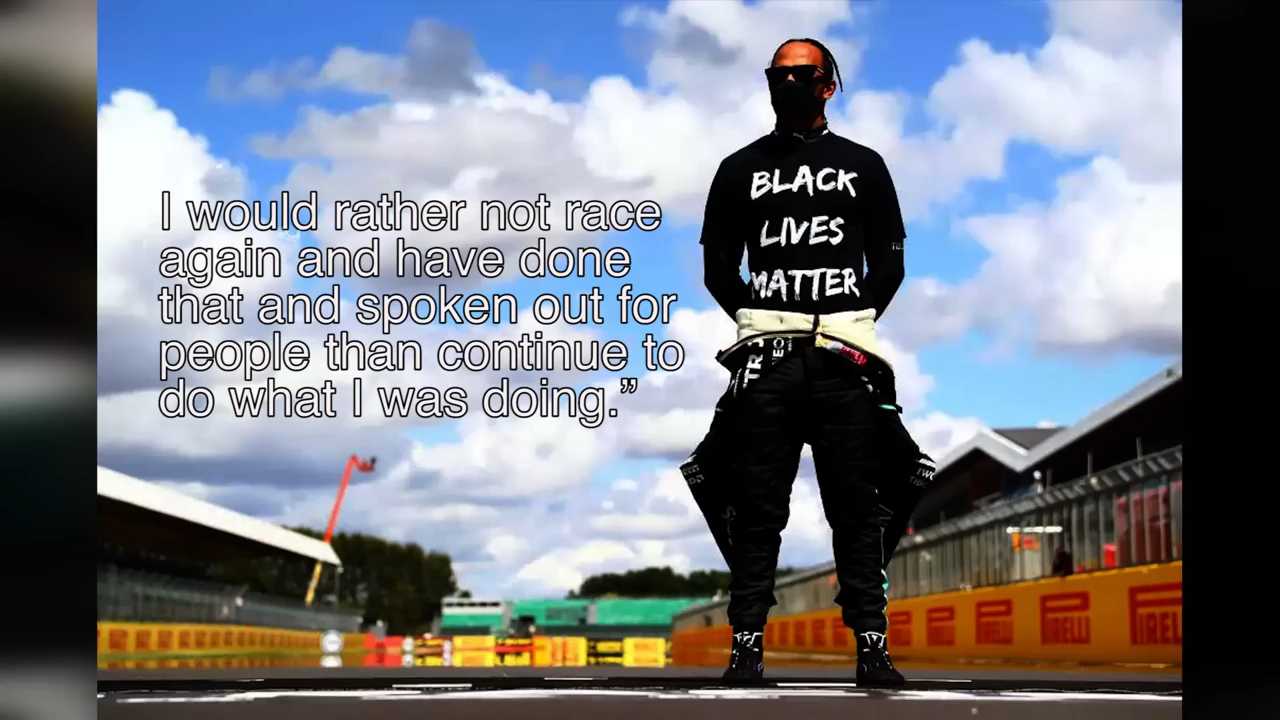 I would rather not race
again and have done
that and spoken out for
people than continue to
do what I was doing.”
BLACK
LIVES
MATTER
PIRELLI
PIRELLI
PIRELLI
PIRELLI